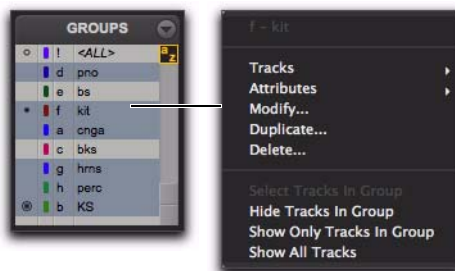 GROUPS
! <ALL>
a z
d pno
e bs
f kit
a cnga
c bks
g hrns
h perc
b KS
f - kit
Tracks
Attributes
Modify...
Duplicate...
Delete...
Select Tracks In Group
Hide Tracks In Group
Show Only Tracks In Group
Show All Tracks